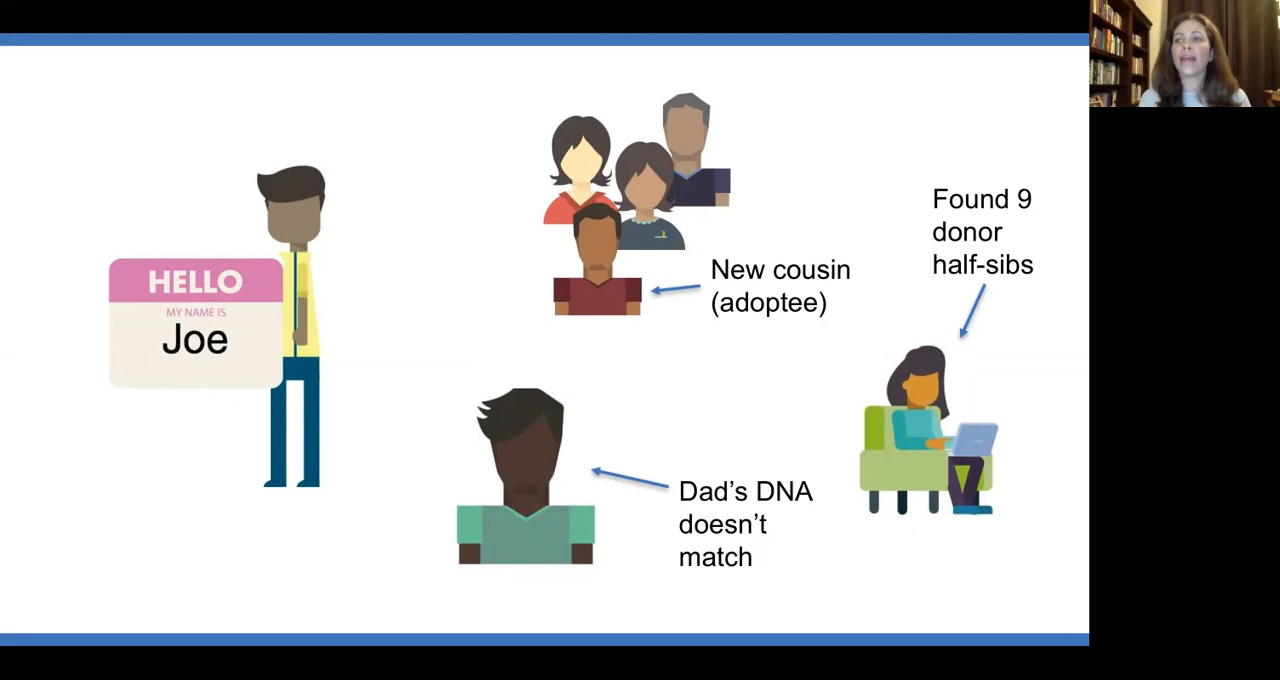 HELLO
MY NAME IS
Joe
New cousin
(adoptee)
Found 9
donor
half-sibs
Dad’s DNA
doesn’t
match